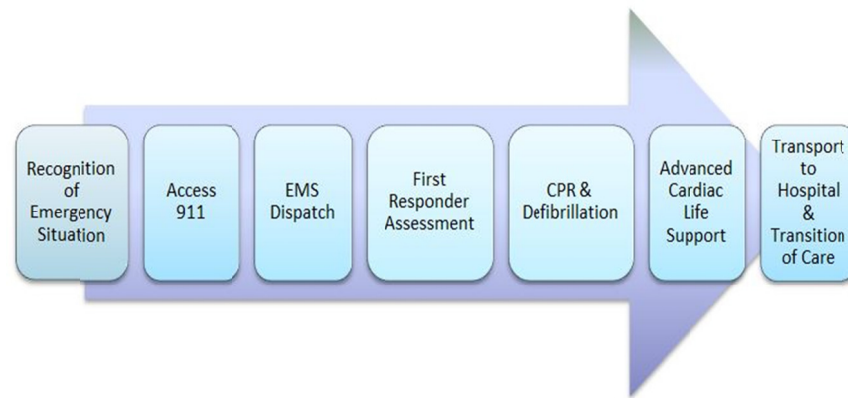 Recognition
of
Emergency
Situation
Access
911
EMS
Dispatch
First
Responder
Assessment
CPR &
Defibrillation
Advanced
Cardiac
Life
Support
Transport
to
Hospital
&
Transition
of Care